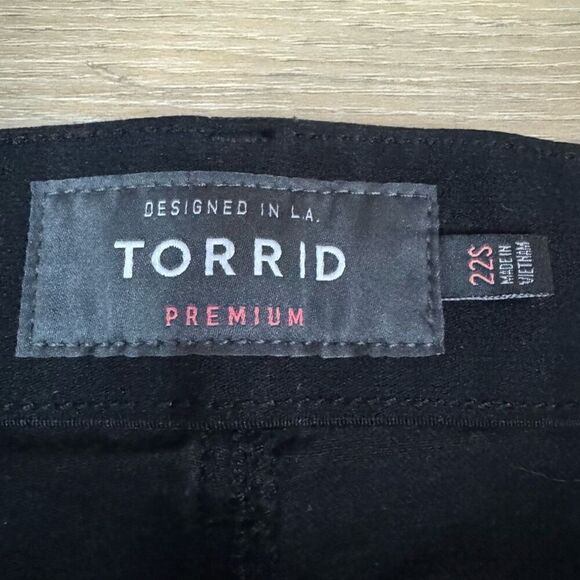 DESIGNED IN L.A.
TORRID
PREMIUM
22S
MADE IN
VIETNAM